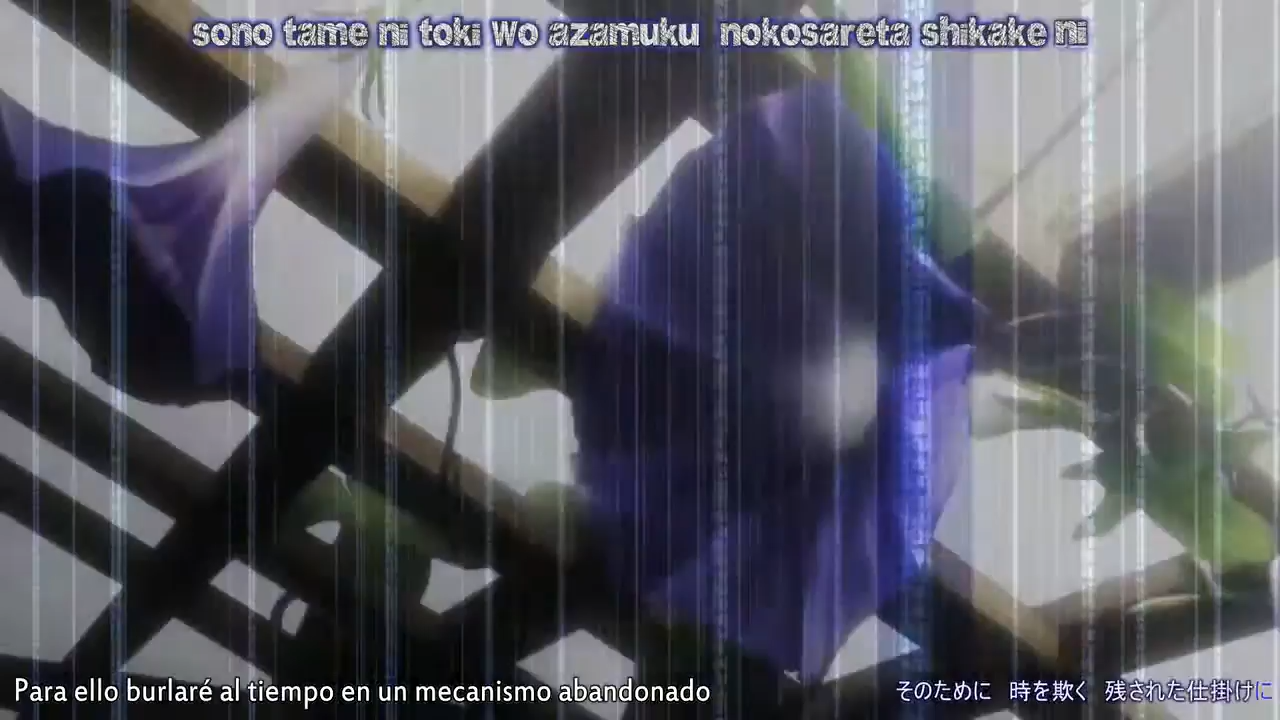 sono tame ni toki wo azamuku nokosareta shikake ni
Para ello burlaré al tiempo en un mecanismo abandonado
そのために 時を欺く 残された仕掛けに